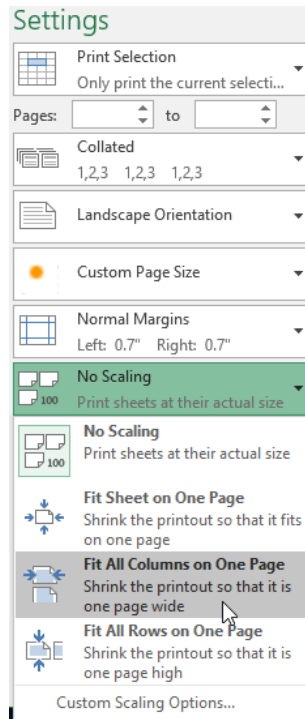 Settings
Print Selection
Only print the current selecti...
Pages: to
Collated
1,2,3 1,2,3 1,2,3
Landscape Orientation
Custom Page Size
Normal Margins
Left: 0.7" Right: 0.7"
No Scaling
100 Print sheets at their actual size
No Scaling
100 Print sheets at their actual size
Fit Sheet on One Page
Shrink the printout so that it fits
on one page
Fit All Columns on One Page
Shrink the printout so that it is
one page wide
Fit All Rows on One Page
Shrink the printout so that it is
one page high
Custom Scaling Options...